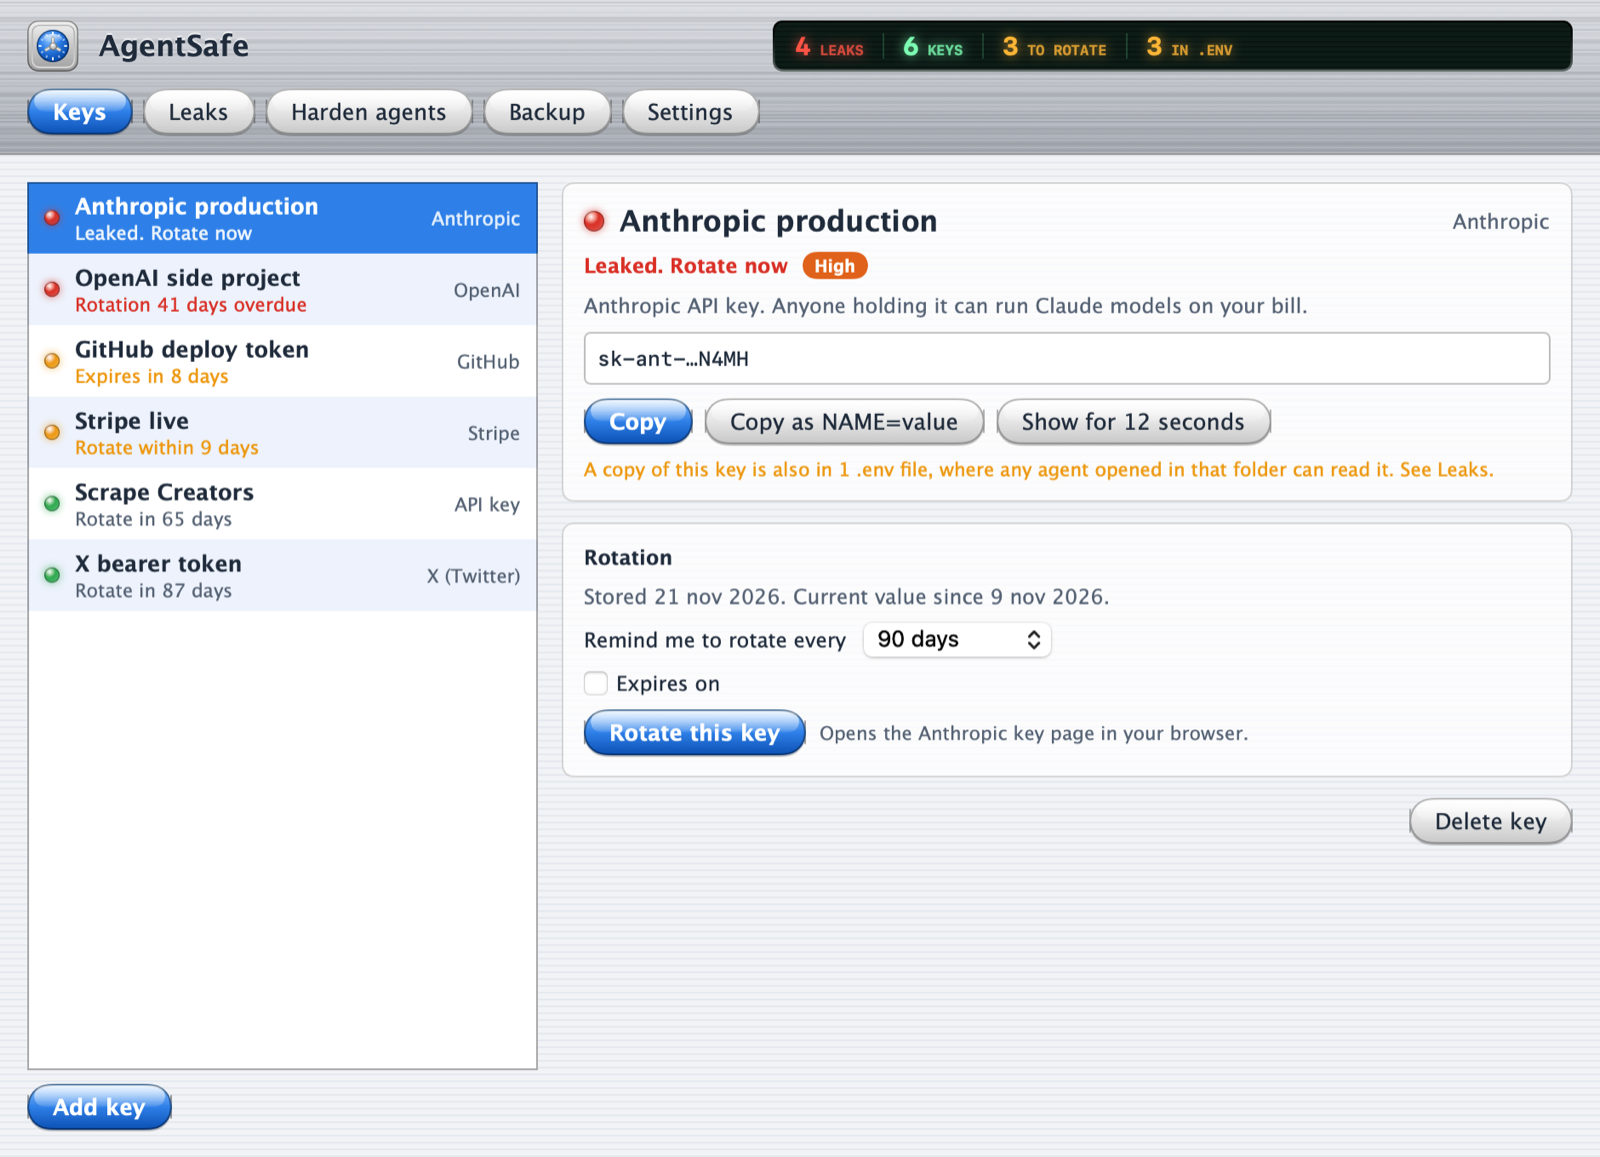 AgentSafe
4 LEAKS 6 KEYS 3 TO ROTATE 3 IN .ENV
Keys Leaks Harden agents Backup Settings
Anthropic production
Leaked. Rotate now
Anthropic
OpenAI side project
Rotation 41 days overdue
OpenAI
GitHub deploy token
Expires in 8 days
GitHub
Stripe live
Rotate within 9 days
Stripe
Scrape Creators
Rotate in 65 days
API key
X bearer token
Rotate in 87 days
X (Twitter)
Add key
Anthropic production
Anthropic
Leaked. Rotate now High
Anthropic API key. Anyone holding it can run Claude models on your bill.
sk-ant-…N4MH
Copy Copy as NAME=value Show for 12 seconds
A copy of this key is also in 1 .env file, where any agent opened in that folder can read it. See Leaks.
Rotation
Stored 21 nov 2026. Current value since 9 nov 2026.
Remind me to rotate every 90 days
Expires on
Rotate this key Opens the Anthropic key page in your browser.
Delete key